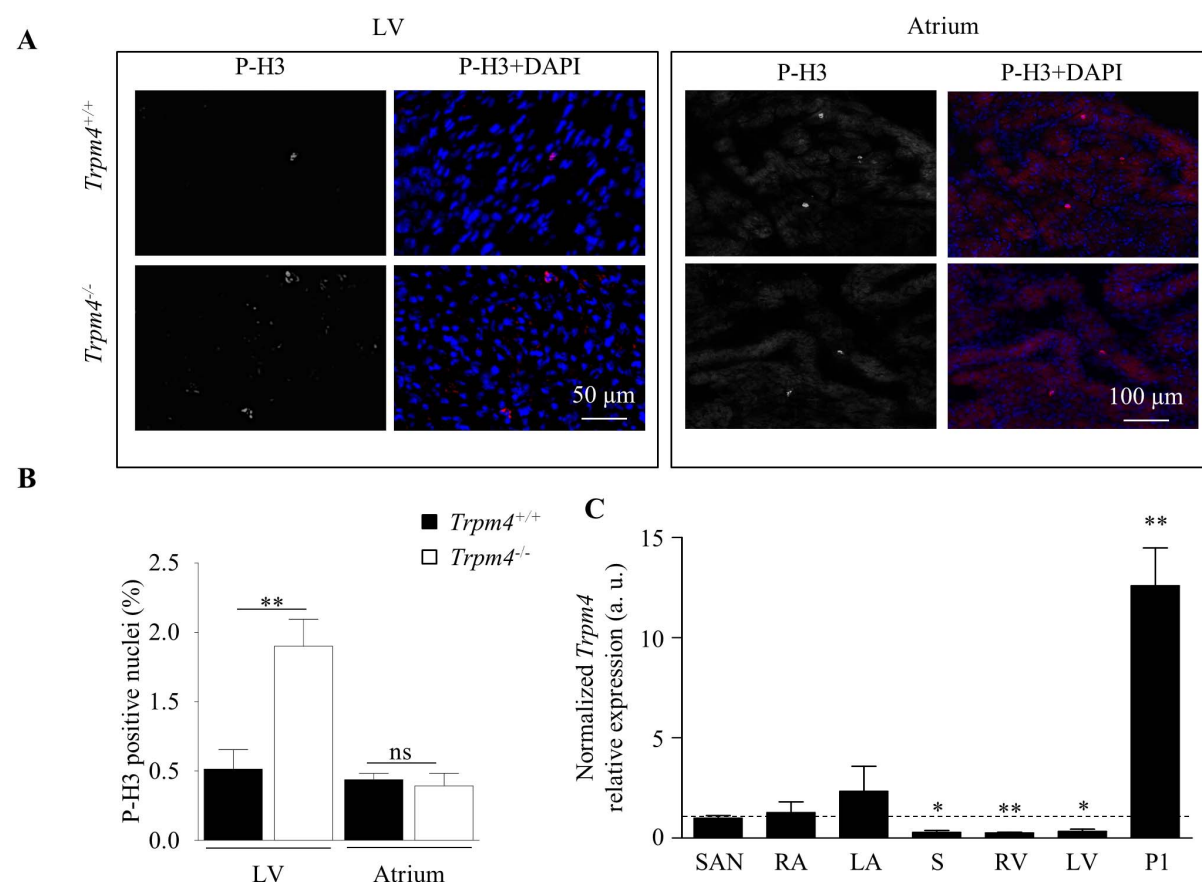 A
LV
Atrium
P-H3
P-H3+DAPI
P-H3
P-H3+DAPI
Trpm4+/+
Trpm4-/-
50 μm
100 μm
B
Trpm4+/+
Trpm4-/-
P-H3 positive nuclei (%)
2.5
2.0
1.5
0.5
0.0
**
ns
LV
Atrium
C
Normalized Trpm4
relative expression (a. u.)
15
10
5
0
*
**
*
**
SAN
RA
LA
S
RV
LV
P1